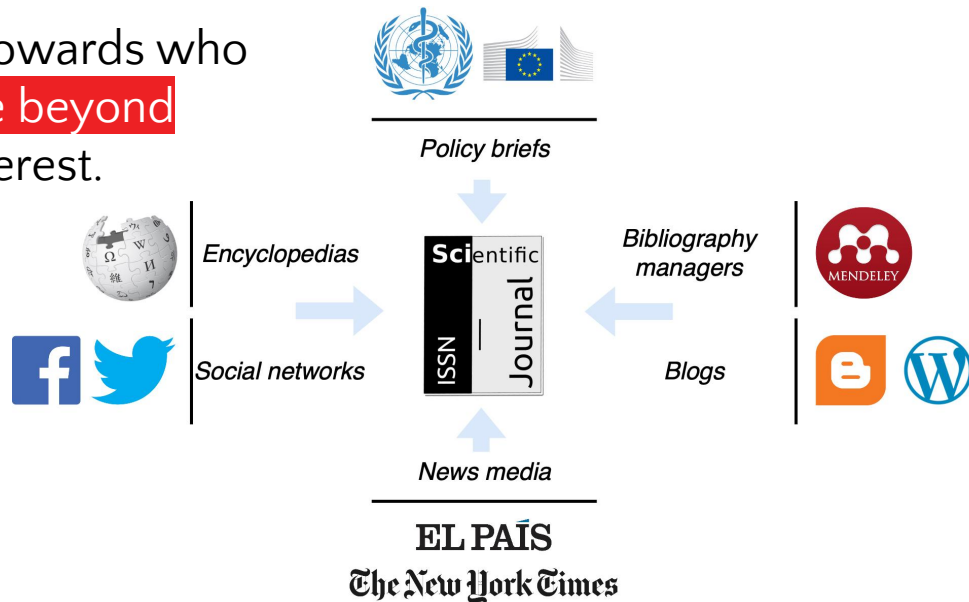 owards who
e beyond
erest.
Policy briefs
Encyclopedias
Bibliography
managers
MENDELEY
Scientific
Journal
ISSN
Social networks
Blogs
News media
EL PAÍS
The New York Times